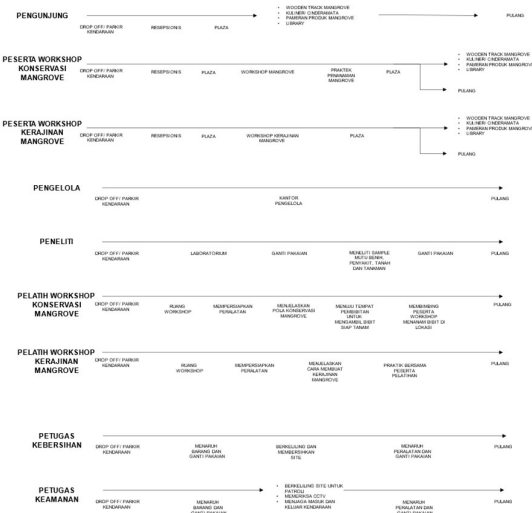 • WOODEN TRACK MANGROVE
• KULINER/ CINDERAMATA
• PAMERAN PRODUK MANGROVE
• LIBRARY
PENGUNJUNG
PULANG
DROP OFF/ PARKIR
KENDARAAN
RESEPSIONIS
PLAZA
PESERTA WORKSHOP
KONSERVASI
MANGROVE
• WOODEN TRACK MANGROVE
• KULINER/ CINDERAMATA
• PAMERAN PRODUK MANGROVE
• LIBRARY
DROP OFF/ PARKIR
KENDARAAN
RESEPSIONIS
PLAZA
WORKSHOP MANGROVE
PRAKTEK
PENANAMAN
MANGROVE
PLAZA
PULANG
PESERTA WORKSHOP
KERAJINAN
MANGROVE
• WOODEN TRACK MANGROVE
• KULINER/ CINDERAMATA
• PAMERAN PRODUK MANGROVE
• LIBRARY
DROP OFF/ PARKIR
KENDARAAN
RESEPSIONIS
PLAZA
WORKSHOP KERAJINAN
MANGROVE
PLAZA
PULANG
PENGELOLA
DROP OFF/ PARKIR
KENDARAAN
KANTOR
PENGELOLA
PULANG
PENELITI
DROP OFF/ PARKIR
KENDARAAN
LABORATORIUM
GANTI PAKAIAN
MENELITI SAMPLE
MUTU BENIH,
PENYAKIT, TANAH
DAN TANAMAN
GANTI PAKAIAN
PULANG
PELATIH WORKSHOP
KONSERVASI
MANGROVE
DROP OFF/ PARKIR
KENDARAAN
RUANG
WORKSHOP
MEMPERSIAPKAN
PERALATAN
MENJELASKAN
POLA KONSERVASI
MANGROVE
MENUJU TEMPAT
PEMBIBITAN
UNTUK
MENGAMBIL BIBIT
SIAP TANAM
MEMBIMBING
PESERTA
WORKSHOP
MENANAM BIBIT DI
LOKASI
PULANG
PELATIH WORKSHOP
KERAJINAN
MANGROVE
DROP OFF/ PARKIR
KENDARAAN
RUANG
WORKSHOP
MEMPERSIAPKAN
PERALATAN
MENJELASKAN
CARA MEMBUAT
KERAJINAN
MANGROVE
PRAKTIK BERSAMA
PESERTA
PELATIHAN
PULANG
PETUGAS
KEBERSIHAN
DROP OFF/ PARKIR
KENDARAAN
MENARUH
BARANG DAN
GANTI PAKAIAN
BERKELILING DAN
MEMBERSIHKAN
SITE
MENARUH
PERALATAN DAN
GANTI PAKAIAN
PULANG
PETUGAS
KEAMANAN
• BERKELILING SITE UNTUK
PATROLI
• MEMERIKSA CCTV
• MENJAGA MASUK DAN
KELUAR KENDARAAN
DROP OFF/ PARKIR
KENDARAAN
MENARUH
BARANG DAN
GANTI PAKAIAN
MENARUH
PERALATAN DAN
GANTI PAKAIAN
PULANG